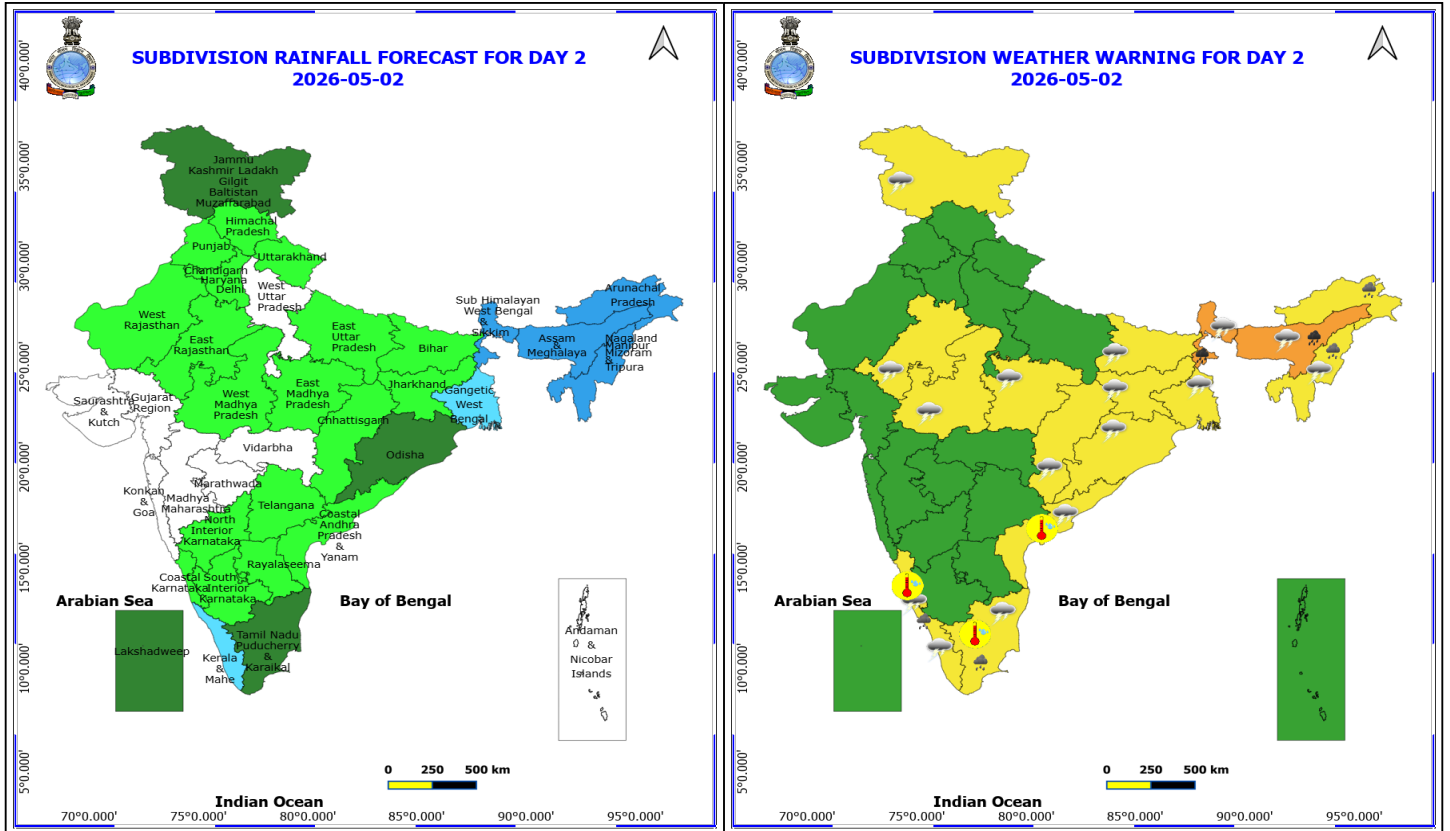 SUBDIVISION RAINFALL FORECAST FOR DAY 2
2026-05-02
40°0.000'
35°0.000'
30°0.000'
25°0.000'
20°0.000'
15°0.000'
10°0.000'
5°0.000'
Jammu
Kashmir Ladakh
Gilgit
Baltistan
Muzaffarabad
Himachal
Pradesh
Punjab
Uttarakhand
Chandigarh
Haryana
Delhi
West
Uttar
Pradesh
West
Rajasthan
East
Rajasthan
East
Uttar
Pradesh
Bihar
Sub Himalayan
West Bengal
&
Sikkim
Arunachal
Pradesh
Assam
&
Meghalaya
Nagaland
Manipur
Mizoram
&
Tripura
Saurashtra
&
Kutch
Gujarat
Region
West
Madhya
Pradesh
East
Madhya
Pradesh
Jharkhand
Gangetic
West
Bengal
Chhattisgarh
Odisha
Vidarbha
Konkan
&
Goa
Madhya
Maharashtra
Marathwada
Telangana
North
Interior
Karnataka
Coastal
Andhra
Pradesh
&
Yanam
Rayalaseema
Coastal
Karnataka
South
Interior
Karnataka
Arabian Sea
Bay of Bengal
Lakshadweep
Kerala
&
Mahe
Tamil Nadu
Puducherry
&
Karaikal
Andaman
&
Nicobar
Islands
0 250 500 km
Indian Ocean
70°0.000' 75°0.000' 80°0.000' 85°0.000' 90°0.000' 95°0.000'
SUBDIVISION WEATHER WARNING FOR DAY 2
2026-05-02
40°0.000'
35°0.000'
30°0.000'
25°0.000'
20°0.000'
15°0.000'
10°0.000'
5°0.000'
Arabian Sea
Bay of Bengal
0 250 500 km
Indian Ocean
70°0.000' 75°0.000' 80°0.000' 85°0.000' 90°0.000' 95°0.000'